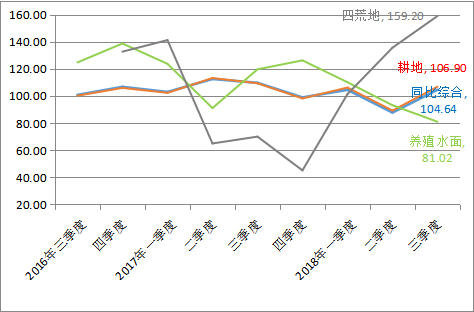 160.00
140.00
120.00
100.00
80.00
60.00
40.00
20.00
四荒地, 159.20
耕地, 106.90
同比综合,
104.64
养殖水面,
81.02
2016年三季度
四季度
2017年一季度
二季度
三季度
四季度
2018年一季度
二季度
三季度